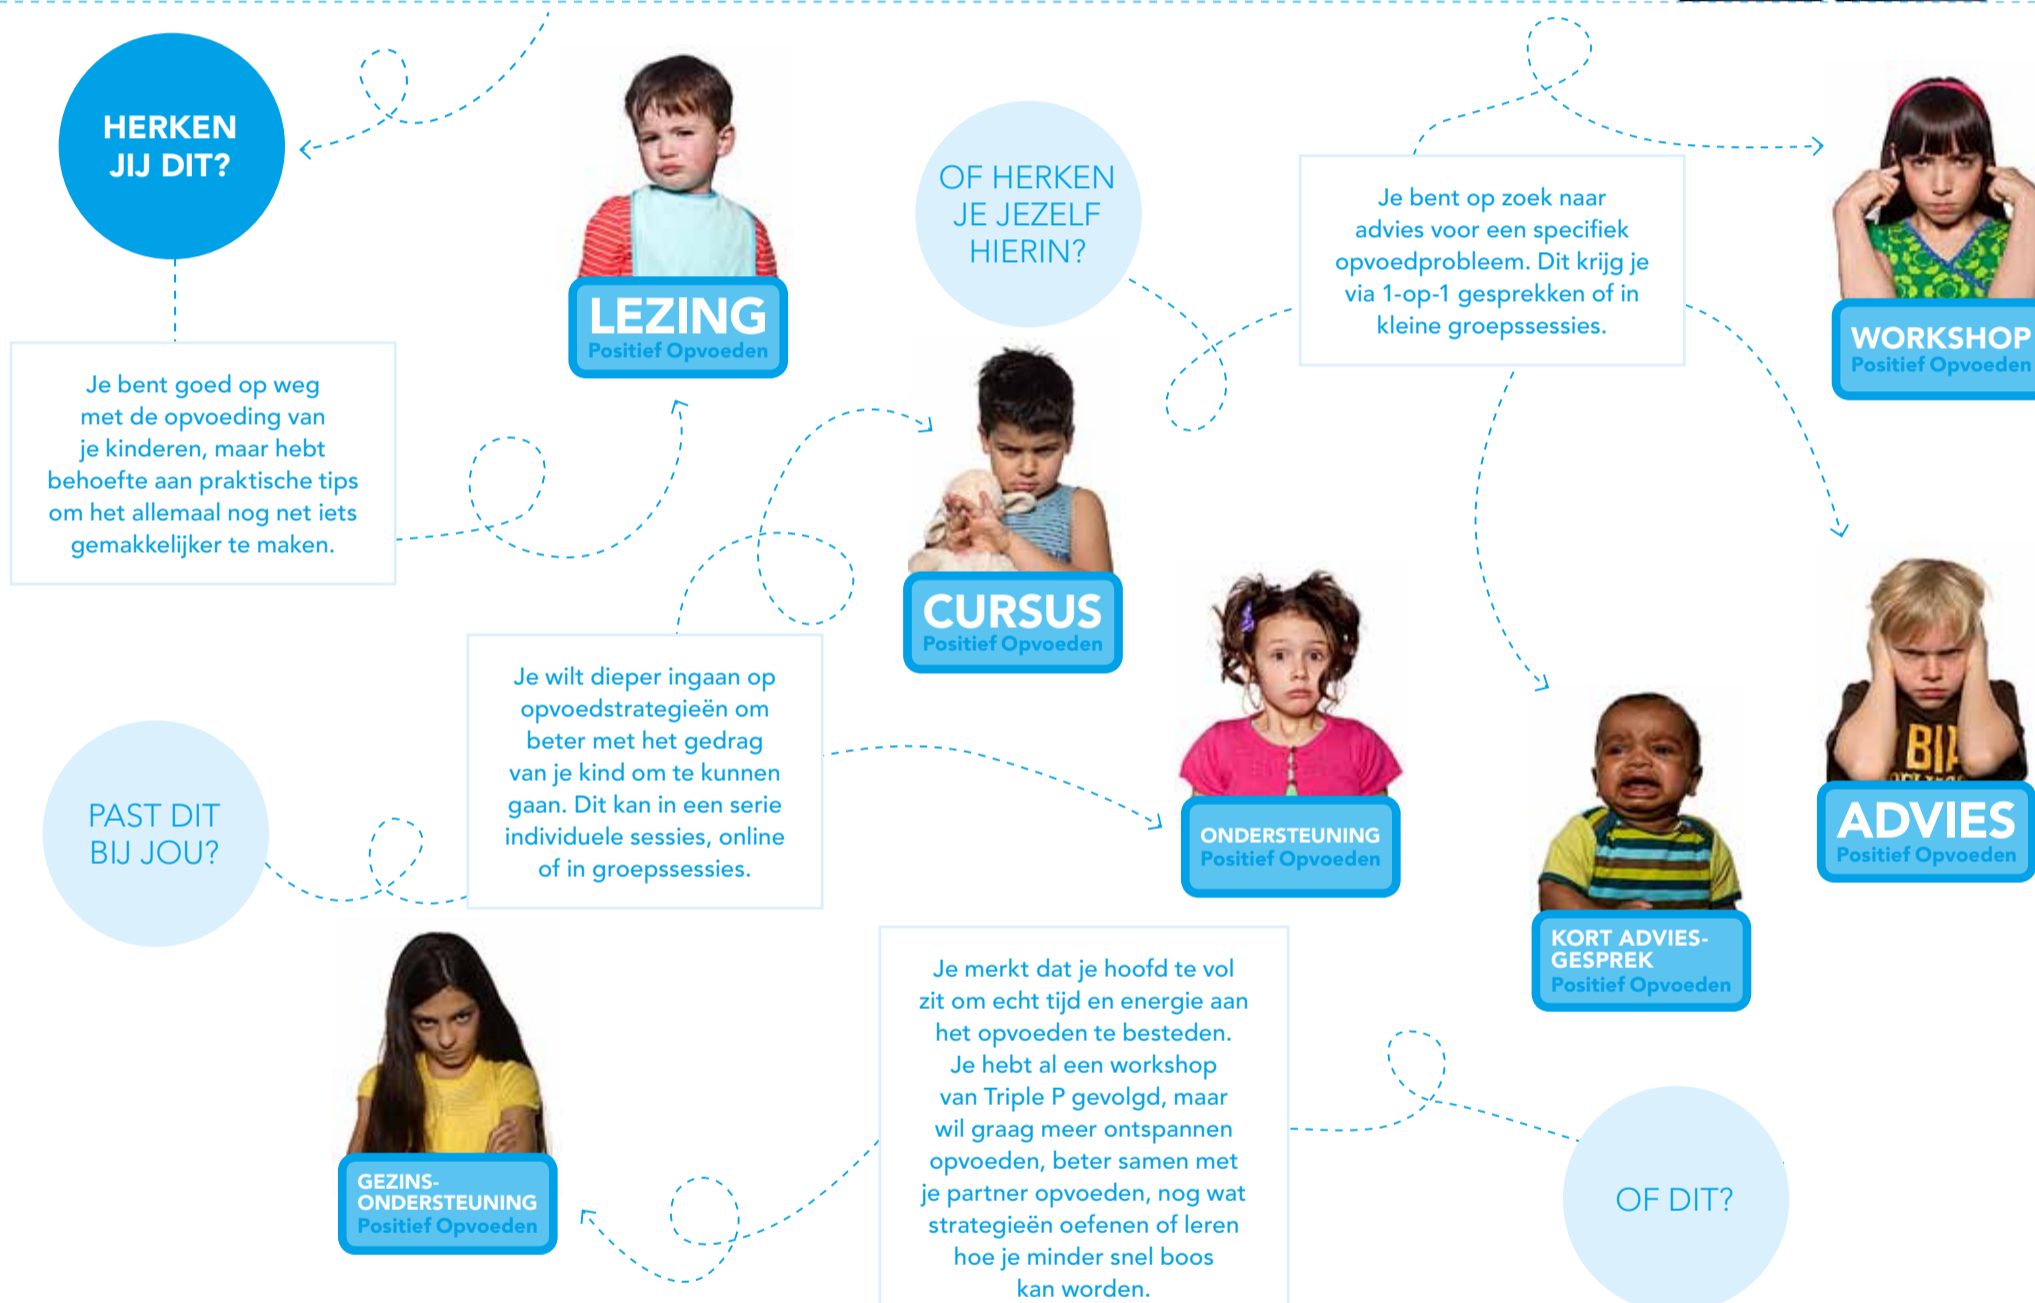 HERKEN
JIJ DIT?
Je bent goed op weg
met de opvoeding van
je kinderen, maar hebt
behoefte aan praktische tips
om het allemaal nog net iets
gemakkelijker te maken.
LEZING
Positief Opvoeden
OF HERKEN
JE JEZELF
HIERIN?
Je bent op zoek naar
advies voor een specifiek
opvoedprobleem. Dit krijg je
via 1-op-1 gesprekken of in
kleine groepssessies.
WORKSHOP
Positief Opvoeden
ADVIES
Positief Opvoeden
KORT ADVIES-
GESPREK
Positief Opvoeden
PAST DIT
BIJ JOU?
Je wilt dieper ingaan op
opvoedstrategieën om
beter met het gedrag
van je kind om te kunnen
gaan. Dit kan in een serie
individuele sessies, online
of in groepssessies.
CURSUS
Positief Opvoeden
ONDERSTEUNING
Positief Opvoeden
OF DIT?
Je merkt dat je hoofd te vol
zit om echt tijd en energie aan
het opvoeden te besteden.
Je hebt al een workshop
van Triple P gevolgd, maar
wil graag meer ontspannen
opvoeden, beter samen met
je partner opvoeden, nog wat
strategieën oefenen of leren
hoe je minder snel boos
kan worden.
GEZINS-
ONDERSTEUNING
Positief Opvoeden